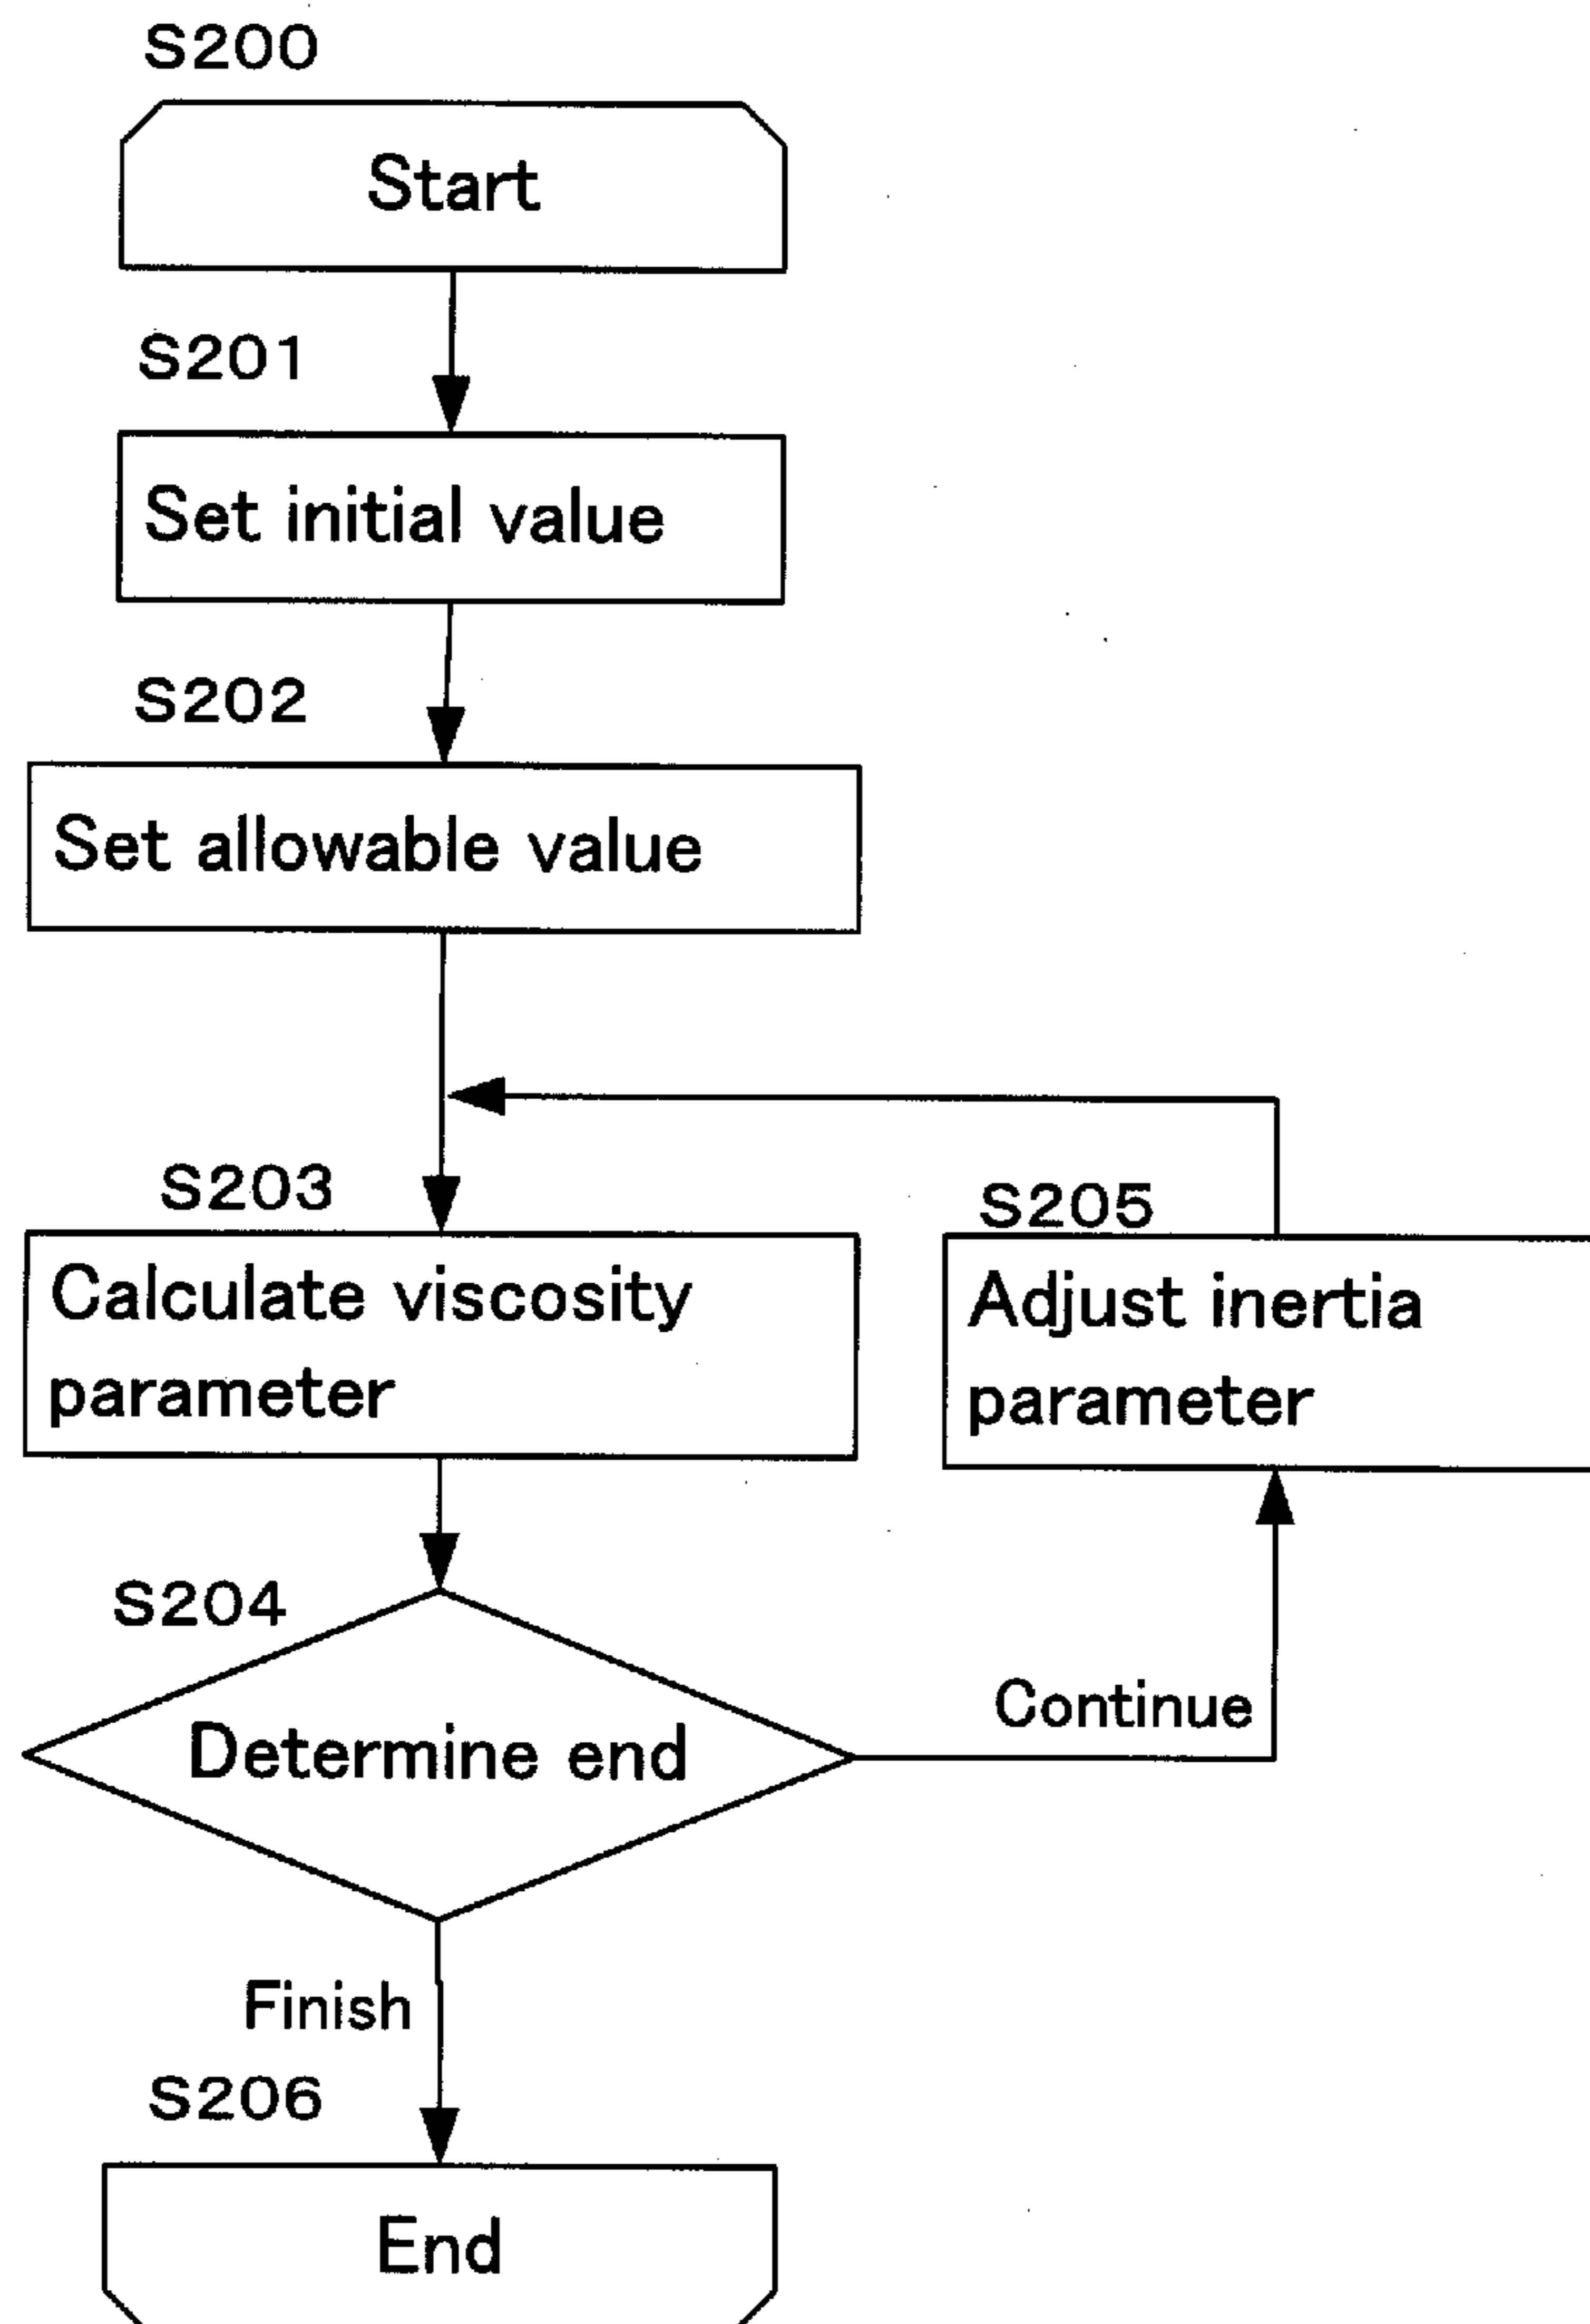 S200
Start
S201
Set initial value
S202
Set allowable value
S203
Calculate viscosity
parameter
S205
Adjust inertia
parameter
S204
Determine end
Continue
Finish
S206
End